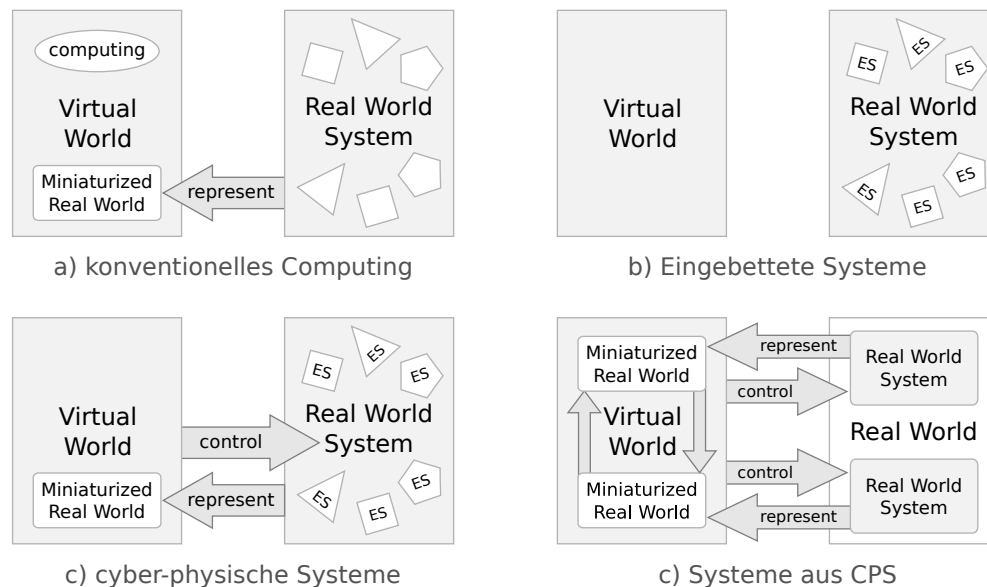 computing
Virtual
World
Miniaturized
Real World
represent
Real World
System
a) konventionelles Computing
Virtual
World
ES
ES
ES
Real World
System
ES
ES
ES
b) Eingebettete Systeme
Virtual
World
Miniaturized
Real World
control
represent
ES
ES
ES
Real World
System
ES
ES
ES
c) cyber-physische Systeme
Miniaturized
Real World
Virtual
World
Miniaturized
Real World
represent
control
control
represent
Real World
System
Real World
Real World
System
c) Systeme aus CPS